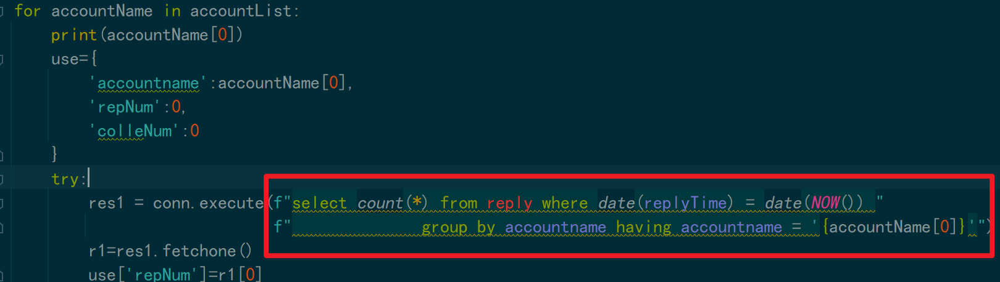 for accountName in accountList:
    print(accountName[0])
    use={
        'accountname':accountName[0],
        'repNum':0,
        'colleNum':0
    }
    try:
        res1 = conn.execute(f"select count(*) from reply where date(replyTime) = date(NOW()) "
                            f"              group by accountname having accountname = '{accountName[0]}'")
        r1=res1.fetchone()
        use['repNum']=r1[0]